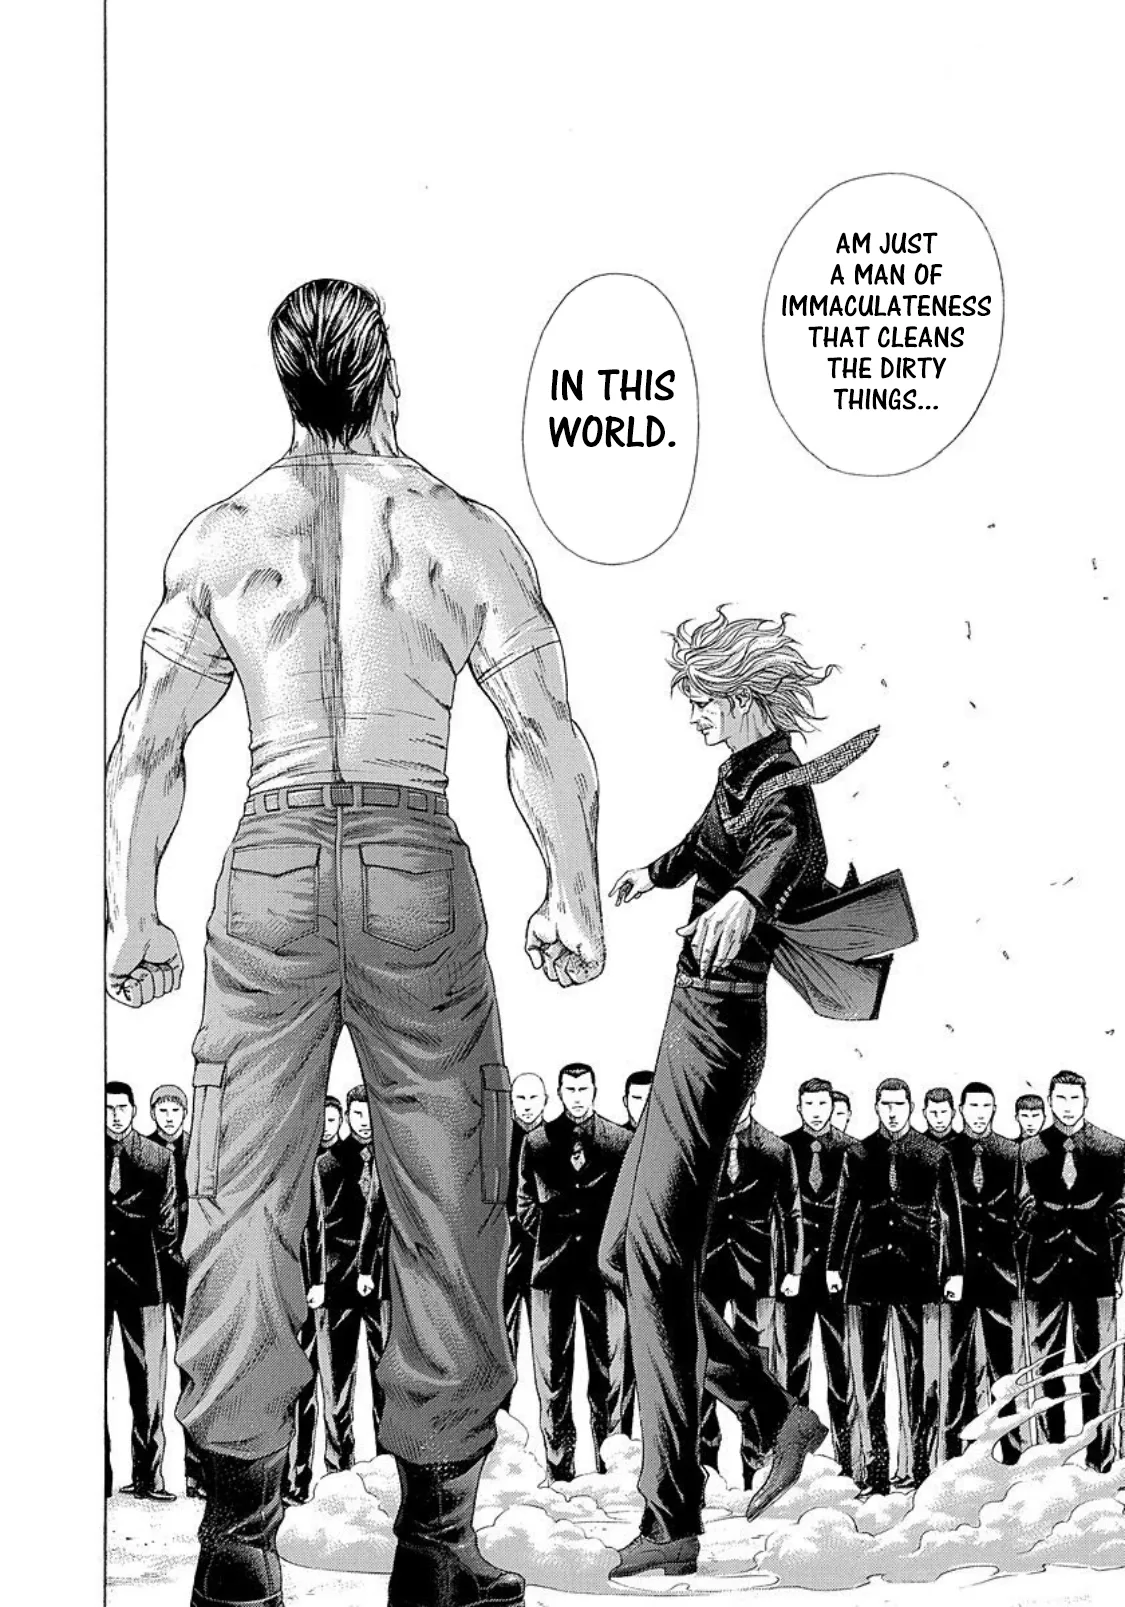 AM JUST
A MAN OF
IMMACULATENESS
THAT CLEANS
THE DIRTY
THINGS...
IN THIS
WORLD.